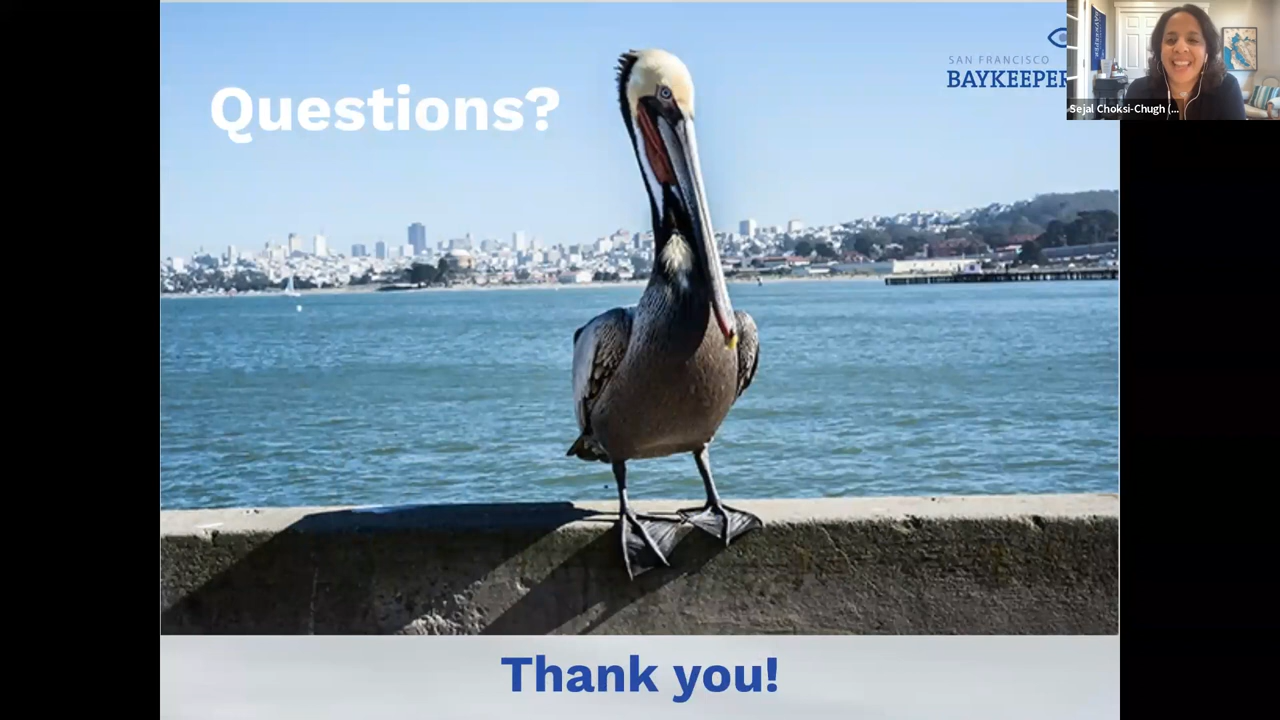 Questions?
SAN FRANCISCO
BAYKEEPER
Sejal Choksi-Chugh (...
Thank you!